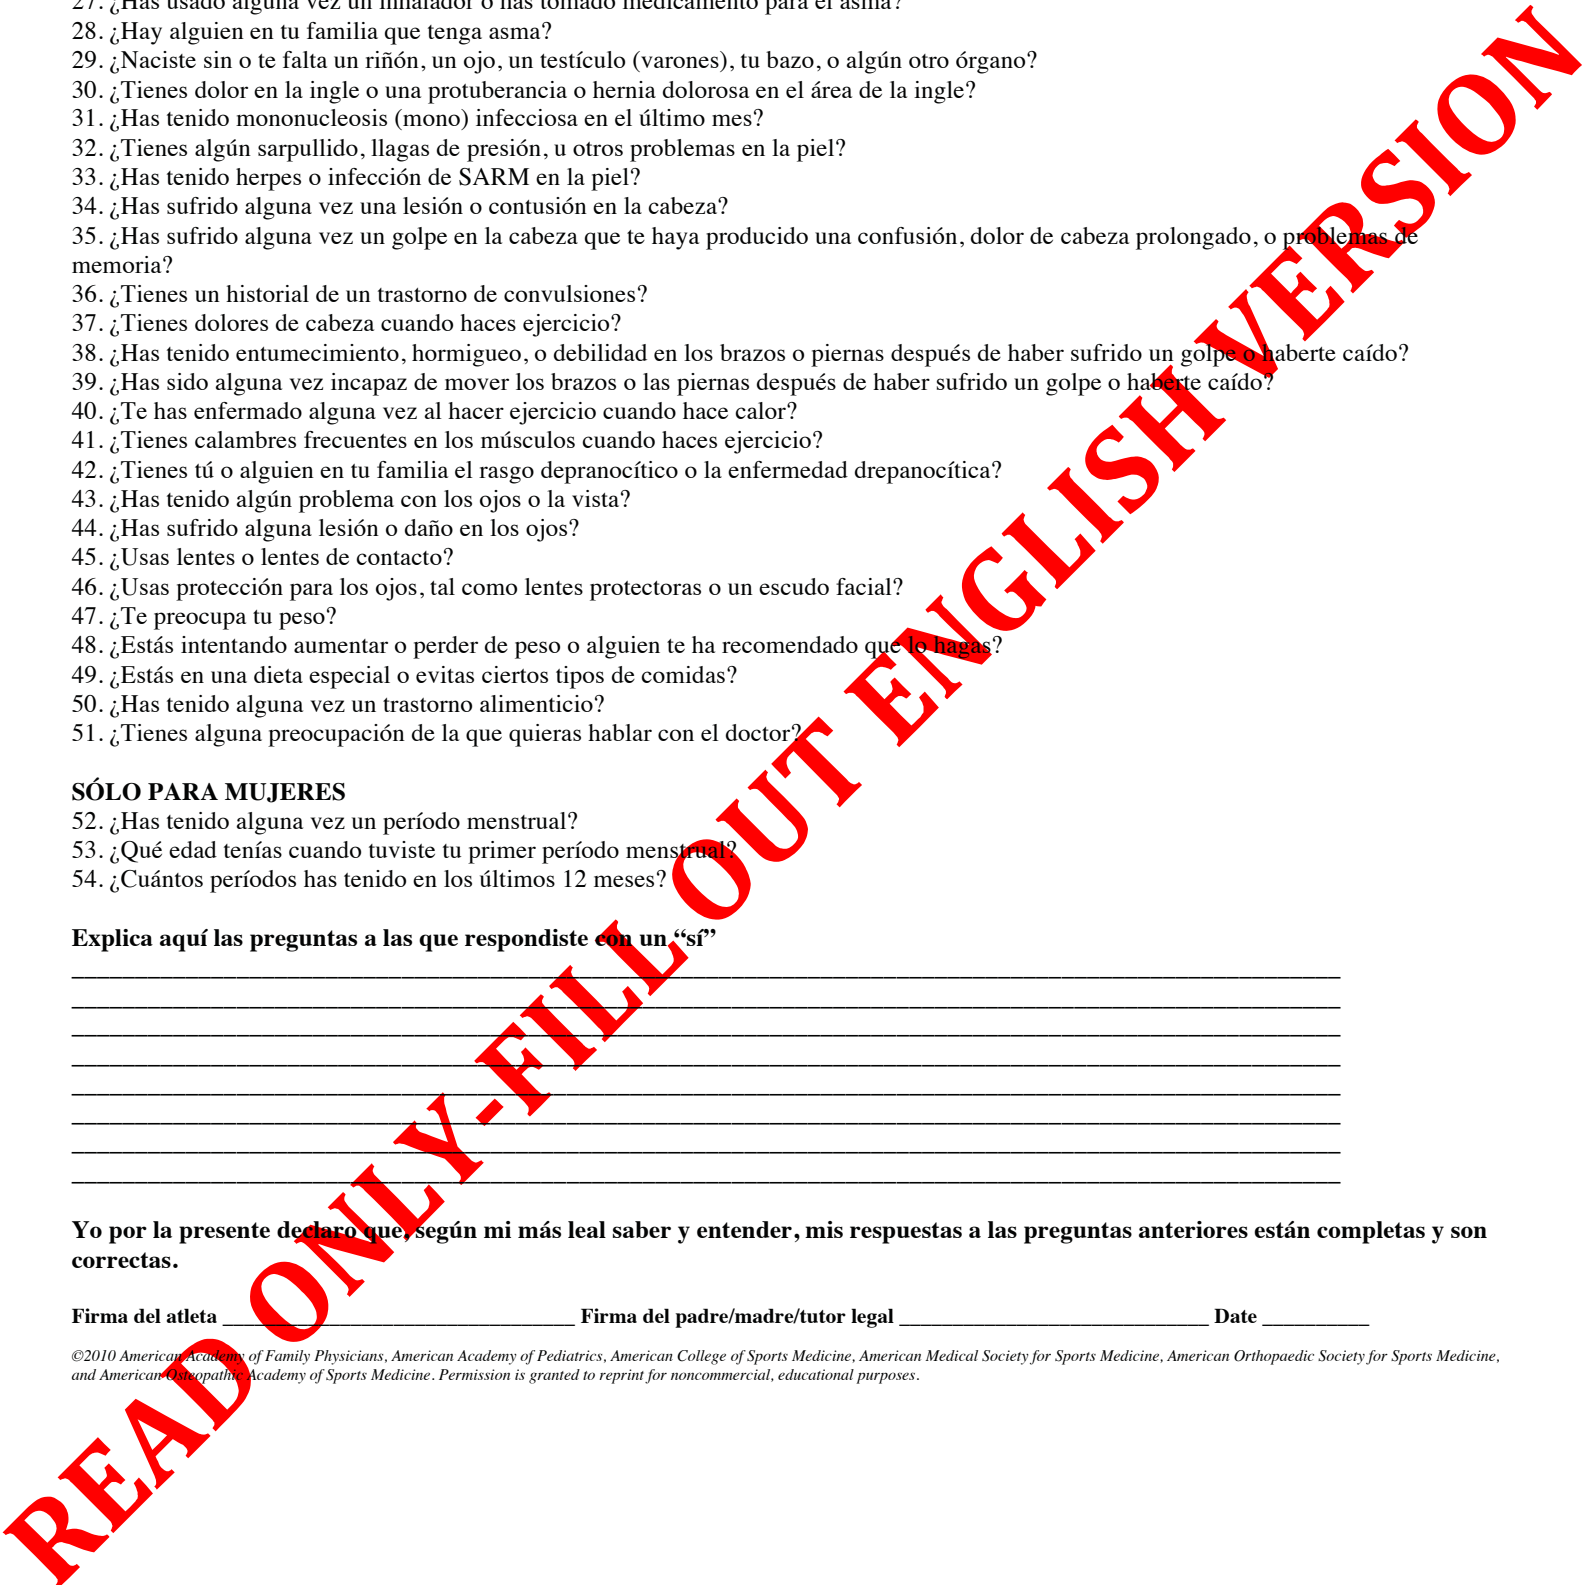 27. ¿Has usado alguna vez un inhalador o has tomado medicamento para el asma?
28. ¿Hay alguien en tu familia que tenga asma?
29. ¿Naciste sin o te falta un riñón, un ojo, un testículo (varones), tu bazo, o algún otro órgano?
30. ¿Tienes dolor en la ingle o una protuberancia o hernia dolorosa en el área de la ingle?
31. ¿Has tenido mononucleosis (mono) infecciosa en el último mes?
32. ¿Tienes algún sarpullido, llagas de presión, u otros problemas en la piel?
33. ¿Has tenido herpes o infección de SARM en la piel?
34. ¿Has sufrido alguna vez una lesión o contusión en la cabeza?
35. ¿Has sufrido alguna vez un golpe en la cabeza que te haya producido una confusión, dolor de cabeza prolongado, o problemas de
memoria?
36. ¿Tienes un historial de un trastorno de convulsiones?
37. ¿Tienes dolores de cabeza cuando haces ejercicio?
38. ¿Has tenido entumecimiento, hormigueo, o debilidad en los brazos o piernas después de haber sufrido un golpe o haberte caído?
39. ¿Has sido alguna vez incapaz de mover los brazos o las piernas después de haber sufrido un golpe o haberte caído?
40. ¿Te has enfermado alguna vez al hacer ejercicio cuando hace calor?
41. ¿Tienes calambres frecuentes en los músculos cuando haces ejercicio?
42. ¿Tienes tú o alguien en tu familia el rasgo depranocítico o la enfermedad drepanocítica?
43. ¿Has tenido algún problema con los ojos o la vista?
44. ¿Has sufrido alguna lesión o daño en los ojos?
45. ¿Usas lentes o lentes de contacto?
46. ¿Usas protección para los ojos, tal como lentes protectoras o un escudo facial?
47. ¿Te preocupa tu peso?
48. ¿Estás intentando aumentar o perder de peso o alguien te ha recomendado que lo hagas?
49. ¿Estás en una dieta especial o evitas ciertos tipos de comidas?
50. ¿Has tenido alguna vez un trastorno alimenticio?
51. ¿Tienes alguna preocupación de la que quieras hablar con el doctor?
SÓLO PARA MUJERES
52. ¿Has tenido alguna vez un período menstrual?
53. ¿Qué edad tenías cuando tuviste tu primer período menstrual?
54. ¿Cuántos períodos has tenido en los últimos 12 meses?
Explica aquí las preguntas a las que respondiste con un “sí”
Yo por la presente declaro que, según mi más leal saber y entender, mis respuestas a las preguntas anteriores están completas y son
correctas.
Firma del atleta ________________________________ Firma del padre/madre/tutor legal ____________________________ Date __________
©2010 American Academy of Family Physicians, American Academy of Pediatrics, American College of Sports Medicine, American Medical Society for Sports Medicine, American Orthopaedic Society for Sports Medicine,
and American Osteopathic Academy of Sports Medicine. Permission is granted to reprint for noncommercial, educational purposes.
READ ONLY-FILL OUT ENGLISH VERSION